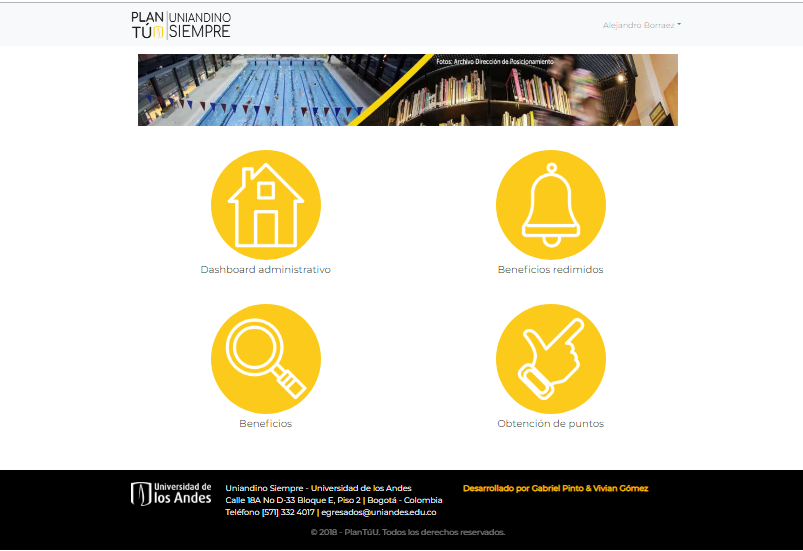 PLAN TÚ UNIANDINO SIEMPRE
Alejandro Borraez
Fotos: Archivo Dirección de Posicionamiento
Dashboard administrativo
Beneficios redimidos
Beneficios
Obtención de puntos
Universidad de los Andes
Uniandino Siempre - Universidad de los Andes
Calle 18A No D-33 Bloque E, Piso 2 | Bogotá - Colombia
Teléfono [571] 332 4017 | egresados@uniandes.edu.co
Desarrollado por Gabriel Pinto & Vivian Gómez
© 2018 - PlanTúU. Todos los derechos reservados.